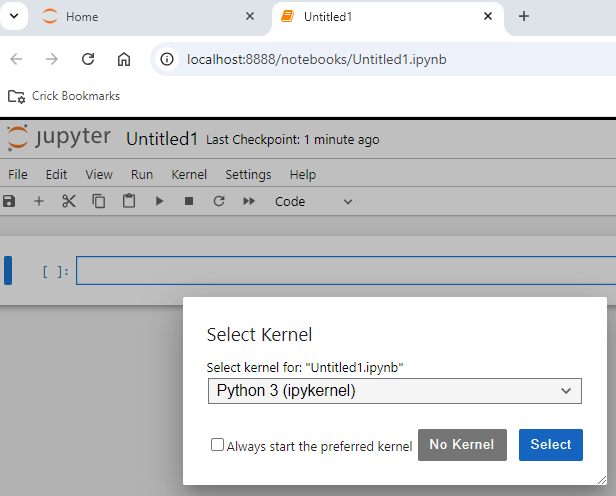 Home
Untitled1
localhost:8888/notebooks/Untitled1.ipynb
Crick Bookmarks
jupyter Untitled1 Last Checkpoint: 1 minute ago
File Edit View Run Kernel Settings Help
Code
[ ]:
Select Kernel
Select kernel for: "Untitled1.ipynb"
Python 3 (ipykernel)
Always start the preferred kernel No Kernel Select